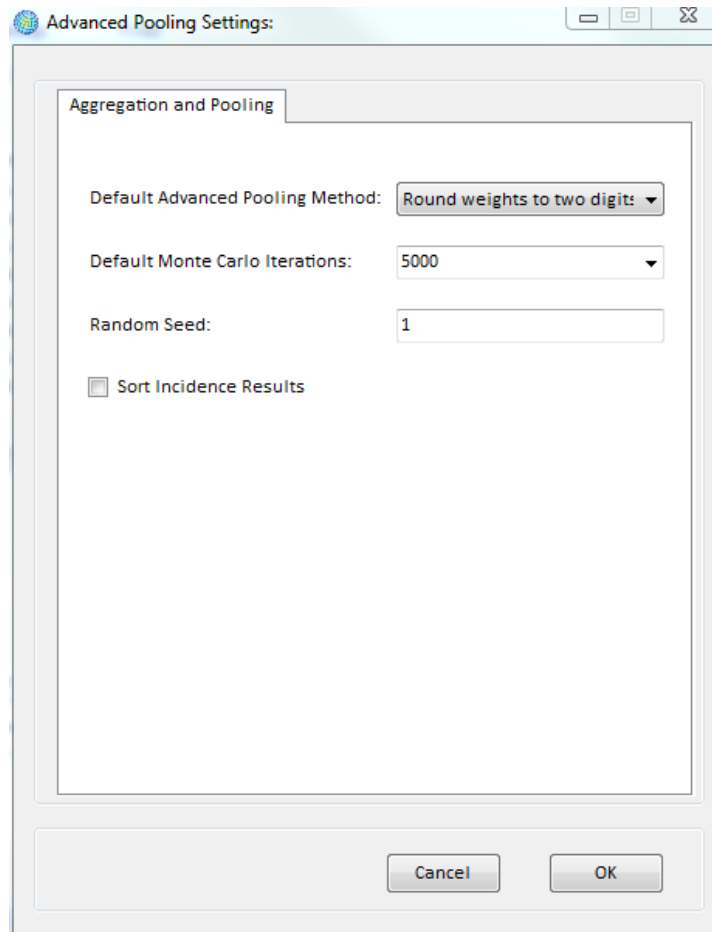 Advanced Pooling Settings:
Aggregation and Pooling
Default Advanced Pooling Method: Round weights to two digits
Default Monte Carlo Iterations: 5000
Random Seed: 1
Sort Incidence Results
Cancel OK